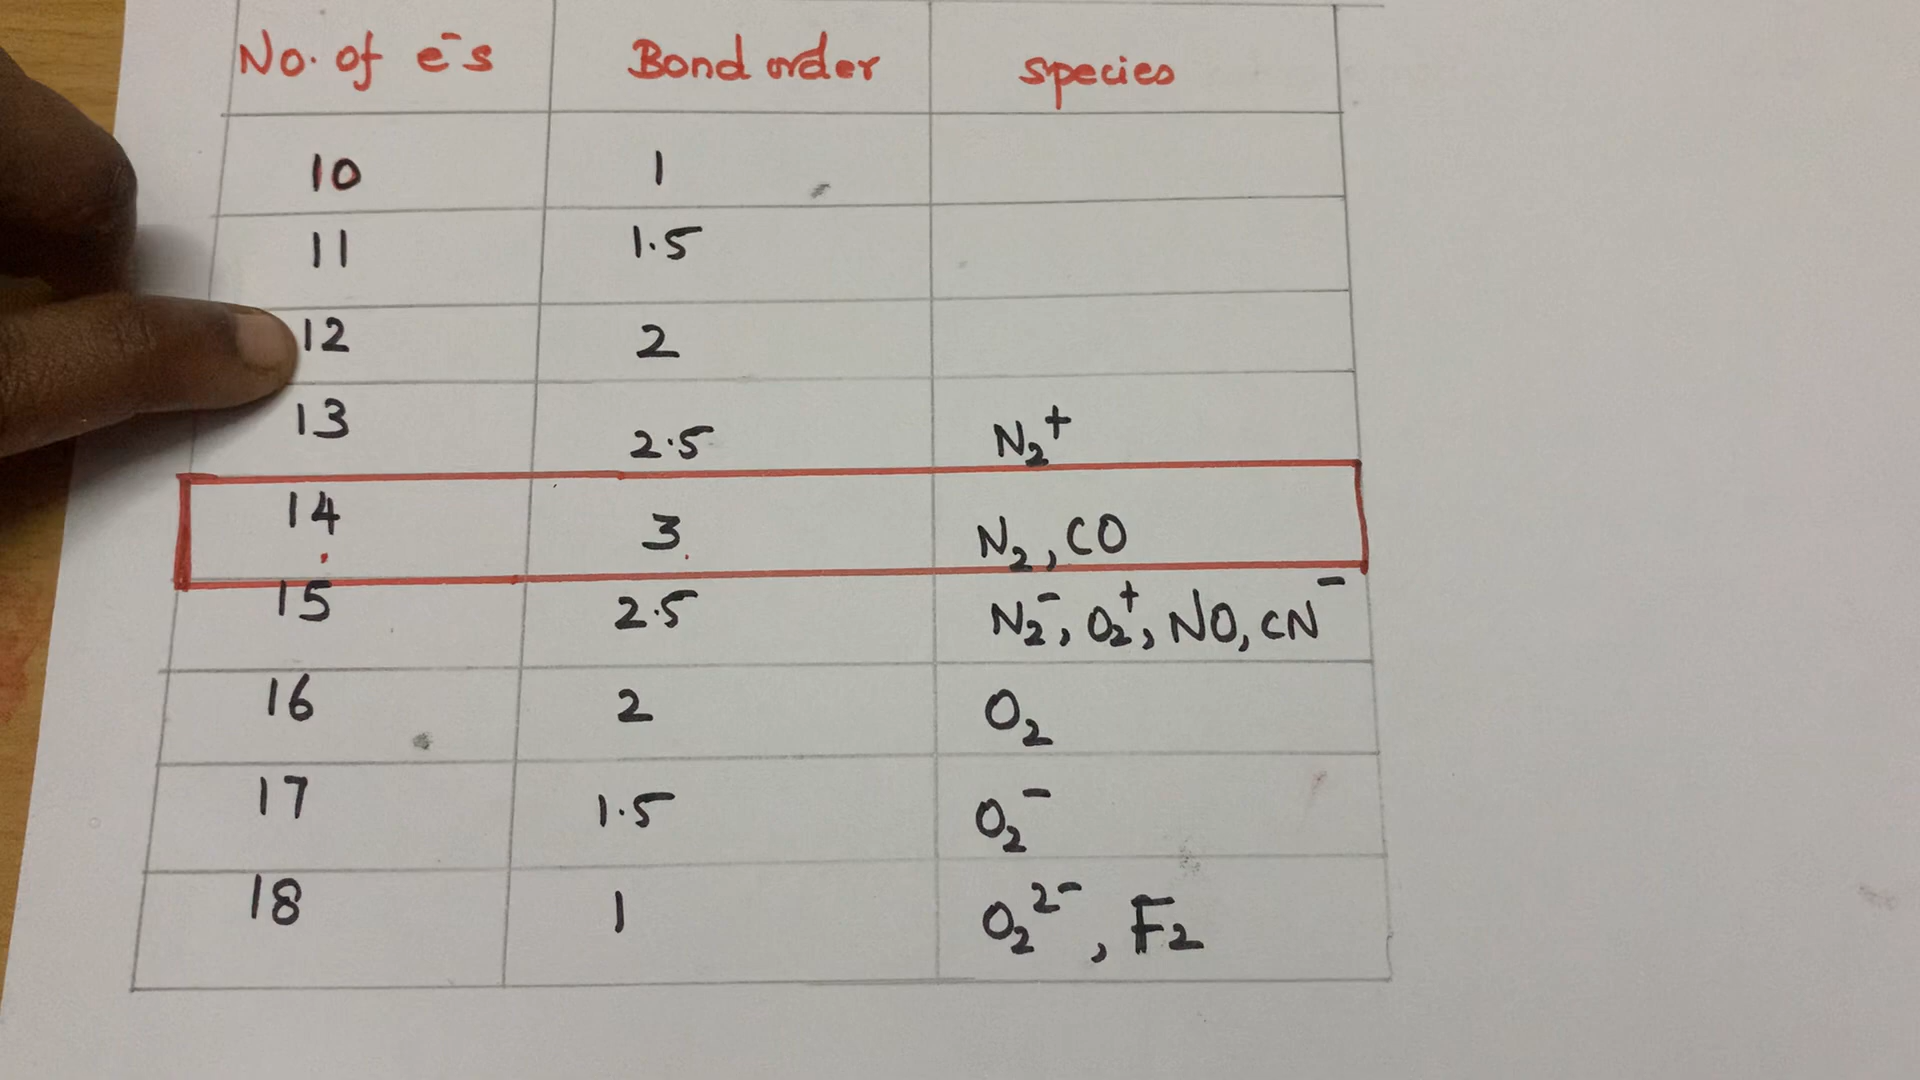 No. of e⁻s Bond order species
10 1
11 1.5
12 2
13 2.5 N₂⁺
14 3 N₂, CO
15 2.5 N₂⁻, O₂⁺, NO, CN⁻
16 2 O₂
17 1.5 O₂⁻
18 1 O₂²⁻, F₂